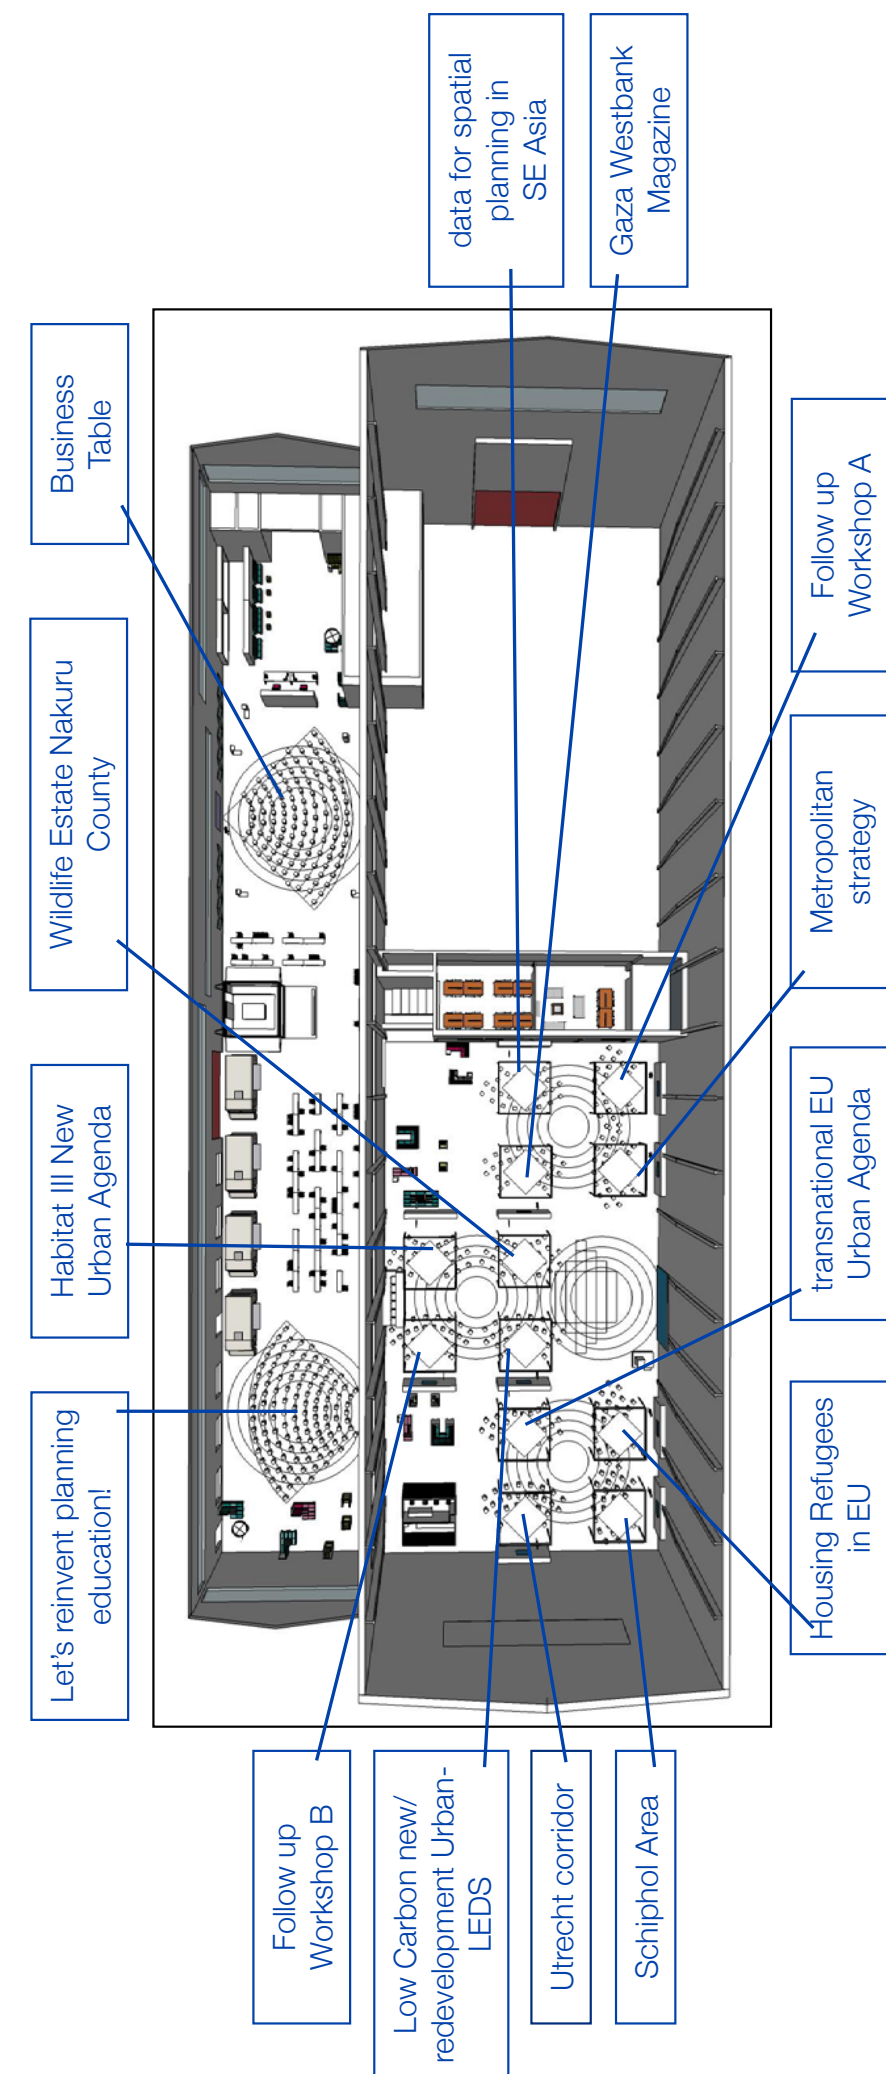 Let's reinvent planning
education!
Habitat III New
Urban Agenda
Wildlife Estate Nakuru
County
Business
Table
data for spatial
planning in
SE Asia
Gaza Westbank
Magazine
Follow up
Workshop B
Low Carbon new/
redevelopment Urban-
LEDS
Utrecht corridor
Schiphol Area
Housing Refugees
in EU
transnational EU
Urban Agenda
Metropolitan
strategy
Follow up
Workshop A